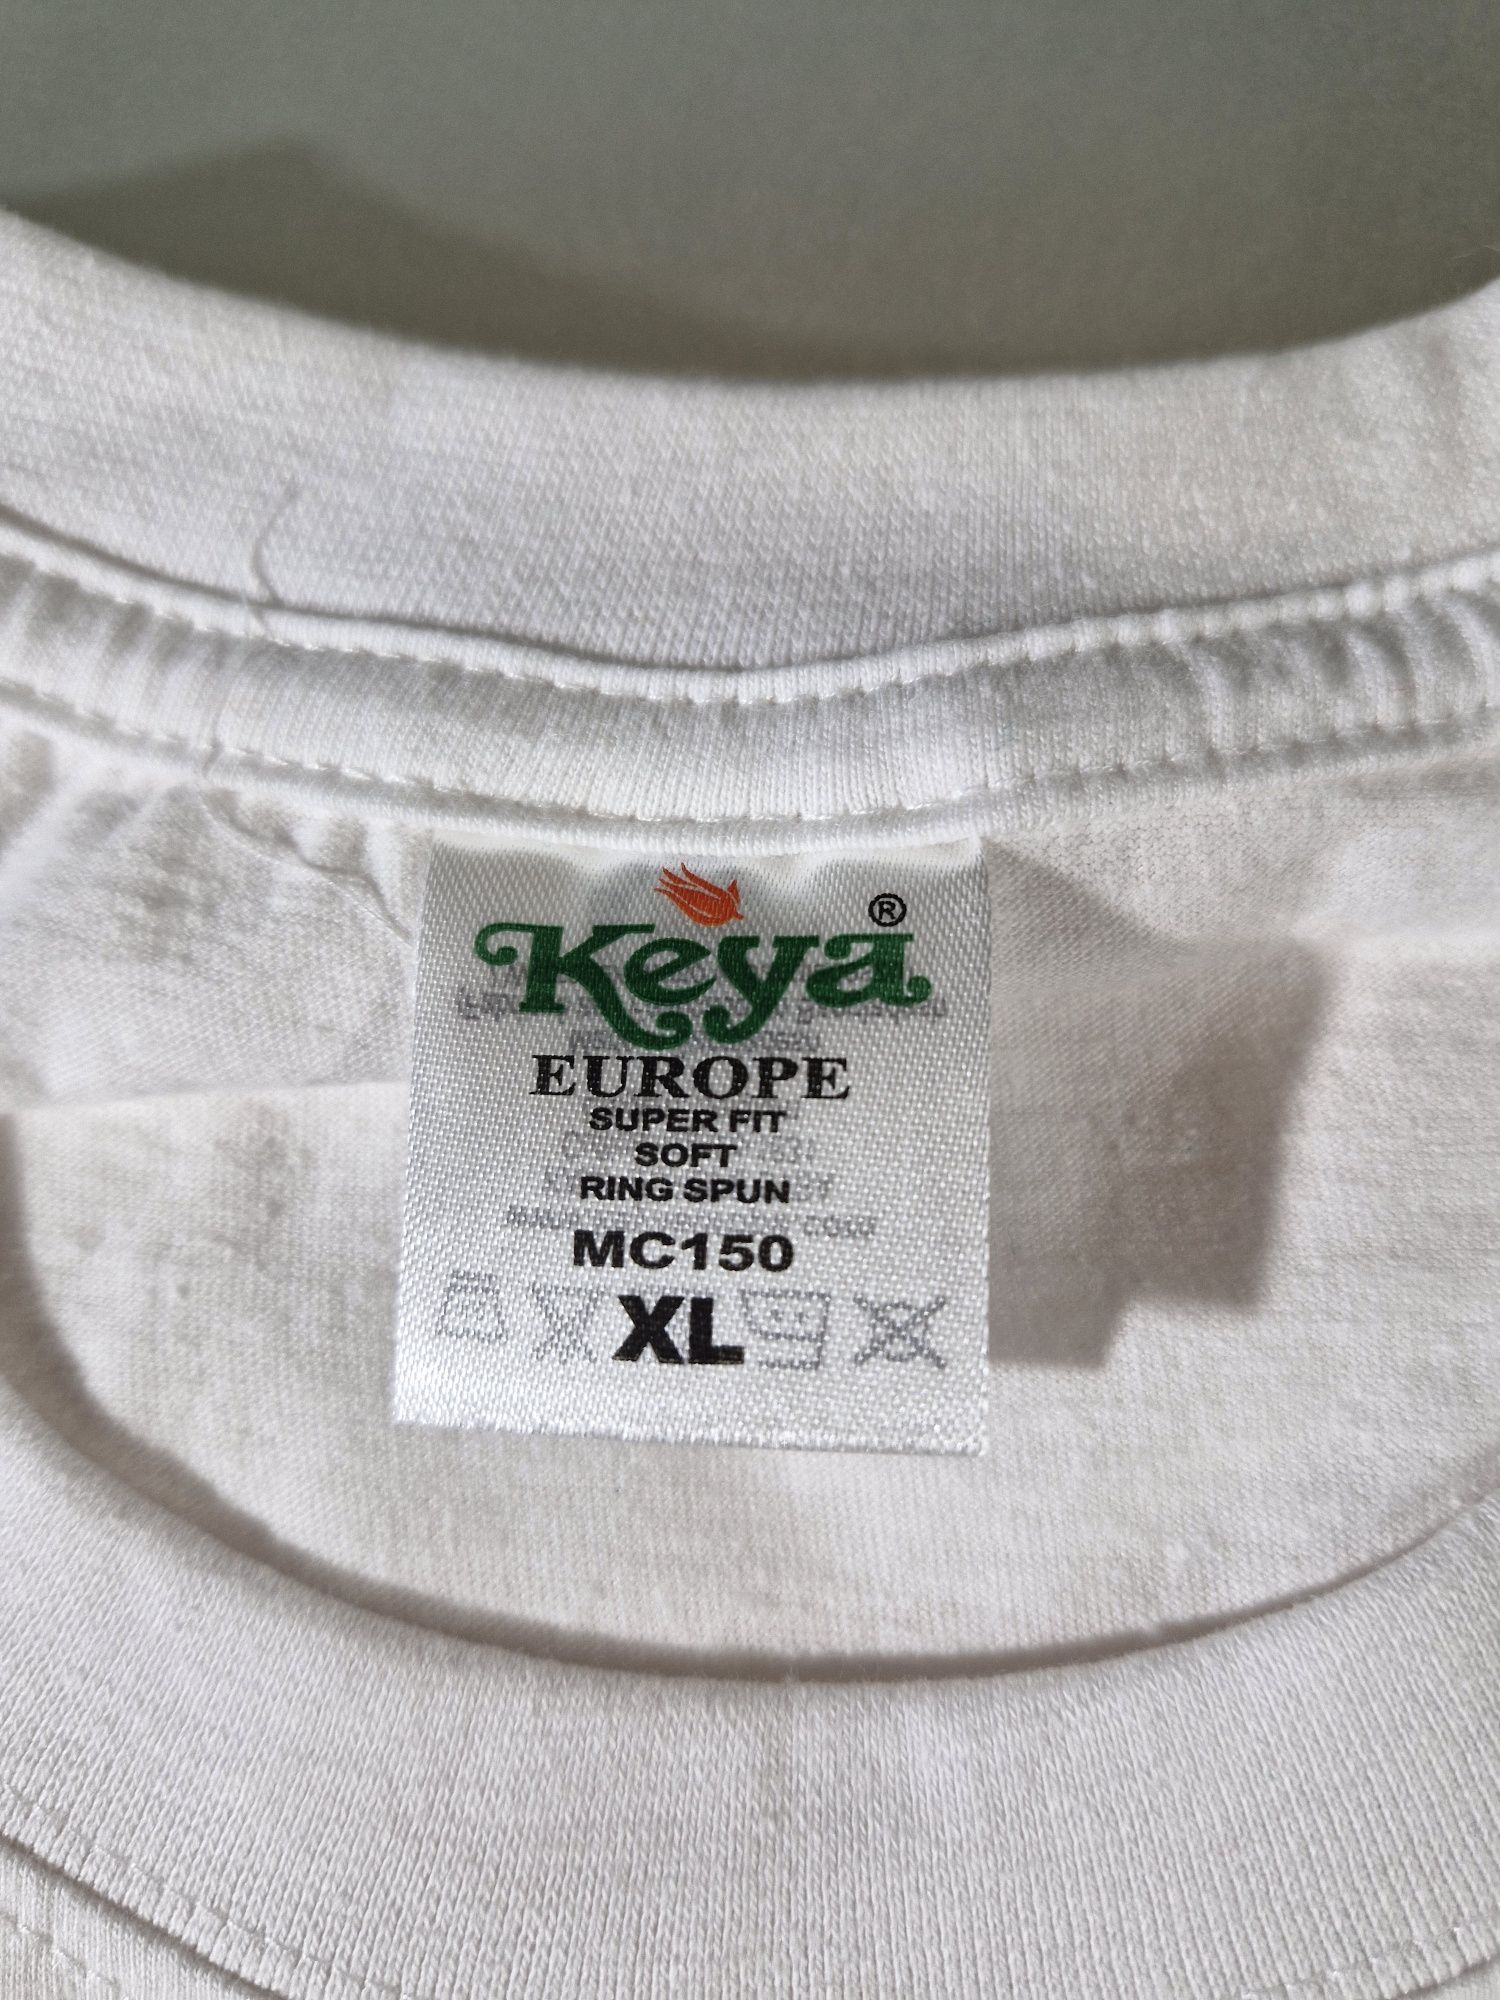 Keya ®
EUROPE
SUPER FIT
SOFT
RING SPUN
MC150
XL